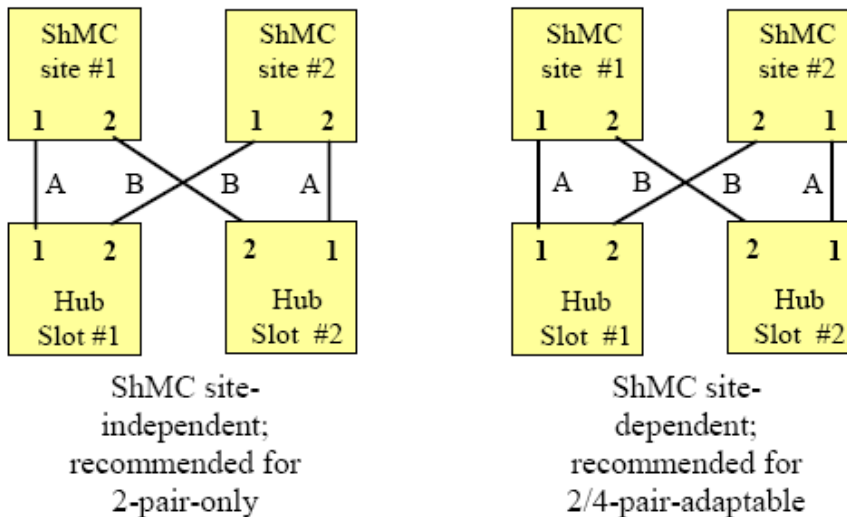 ShMC
site #1
1 2
ShMC
site #2
1 2
A B B A
1 2
Hub
Slot #1
2 1
Hub
Slot #2
ShMC site-
independent;
recommended for
2-pair-only
ShMC
site #1
1 2
ShMC
site #2
2 1
A B B A
1 2
Hub
Slot #1
2 1
Hub
Slot #2
ShMC site-
dependent;
recommended for
2/4-pair-adaptable